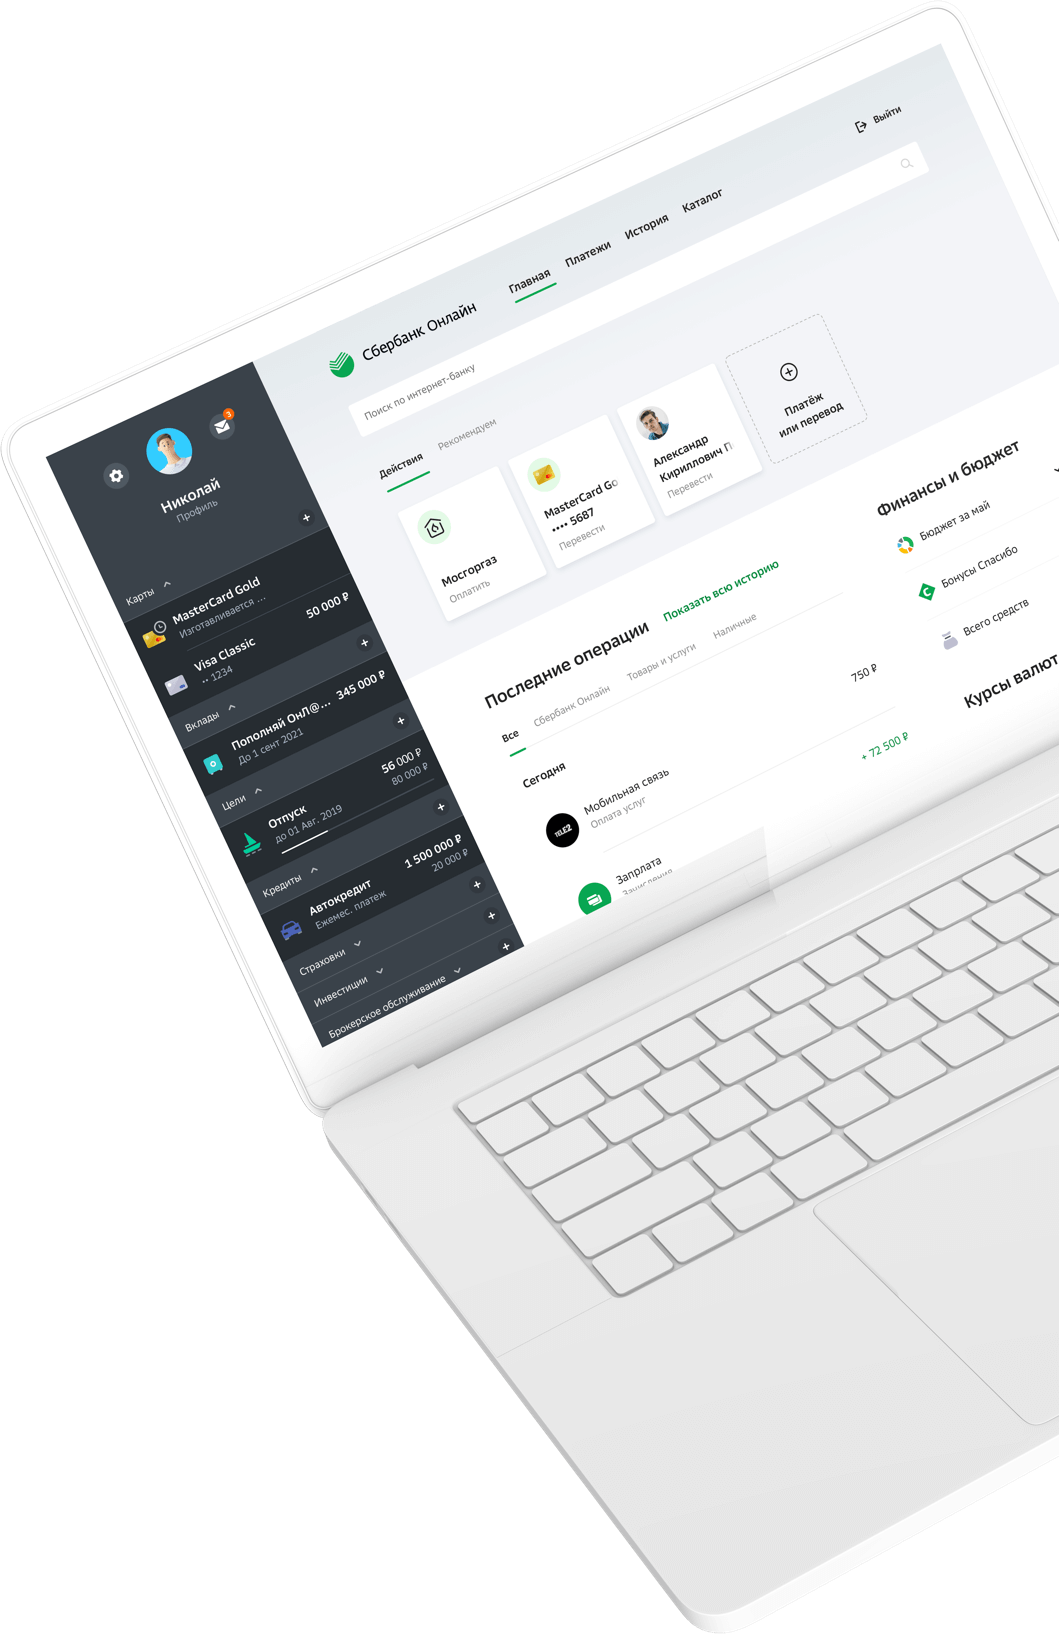 Выйти
Сбербанк Онлайн
Главная
Платежи
История
Каталог
Поиск по интернет-банку
3
Николай
Профиль
Карты
MasterCard Gold
Изготавливается ...
Visa Classic
•• 1234
50 000 ₽
Вклады
Пополняй ОнЛ@...
До 1 сент 2021
345 000 ₽
Цели
Отпуск
до 01 Авг. 2019
56 000 ₽
80 000 ₽
Кредиты
Автокредит
Ежемес. платеж
1 500 000 ₽
20 000 ₽
Страховки
Инвестиции
Брокерское обслуживание
Действия
Рекомендуем
Мосгоргаз
Оплатить
MasterCard Go
•••• 5687
Перевести
Александр
Кириллович П
Перевести
Платёж
или перевод
Последние операции
Показать всю историю
Все
Сбербанк Онлайн
Товары и услуги
Наличные
Сегодня
TELE2
Мобильная связь
Оплата услуг
750 ₽
Зарплата
Зачисления
+ 72 500 ₽
Финансы и бюджет
Бюджет за май
Бонусы Спасибо
Всего средств
Курсы валют